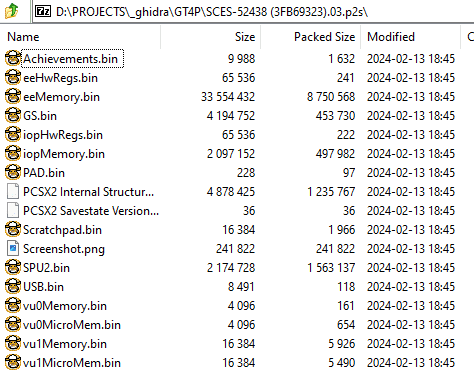 D:\PROJECTS\_ghidra\GT4P\SCES-52438 (3FB69323).03.p2s\
Name Size Packed Size Modified C
Achievements.bin 9 988 1 632 2024-02-13 18:45
eeHwRegs.bin 65 536 241 2024-02-13 18:45
eeMemory.bin 33 554 432 8 750 568 2024-02-13 18:45
GS.bin 4 194 752 453 730 2024-02-13 18:45
iopHwRegs.bin 65 536 222 2024-02-13 18:45
iopMemory.bin 2 097 152 497 982 2024-02-13 18:45
PAD.bin 228 97 2024-02-13 18:45
PCSX2 Internal Structur... 4 878 425 1 235 767 2024-02-13 18:45
PCSX2 Savestate Version... 36 36 2024-02-13 18:45
Scratchpad.bin 16 384 1 966 2024-02-13 18:45
Screenshot.png 241 822 241 822 2024-02-13 18:45
SPU2.bin 2 174 728 1 563 137 2024-02-13 18:45
USB.bin 8 491 118 2024-02-13 18:45
vu0Memory.bin 4 096 161 2024-02-13 18:45
vu0MicroMem.bin 4 096 654 2024-02-13 18:45
vu1Memory.bin 16 384 5 926 2024-02-13 18:45
vu1MicroMem.bin 16 384 5 490 2024-02-13 18:45